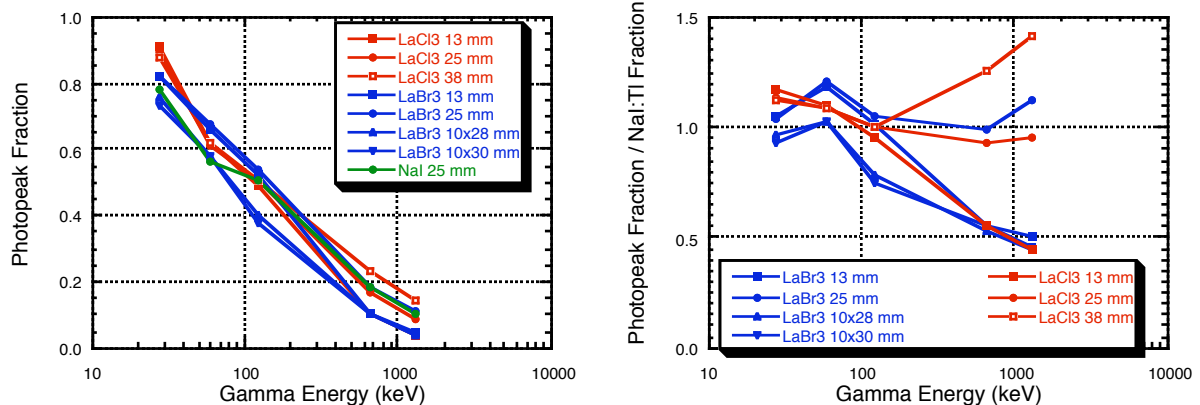 1.0
0.8
0.6
0.4
0.2
0.0
Photopeak Fraction
LaCl3 13 mm
LaCl3 25 mm
LaCl3 38 mm
LaBr3 13 mm
LaBr3 25 mm
LaBr3 10x28 mm
LaBr3 10x30 mm
NaI 25 mm
10
100
1000
10000
Gamma Energy (keV)
1.5
1.0
0.5
0.0
Photopeak Fraction / NaI:Tl Fraction
LaBr3 13 mm
LaBr3 25 mm
LaBr3 10x28 mm
LaBr3 10x30 mm
LaCl3 13 mm
LaCl3 25 mm
LaCl3 38 mm
10
100
1000
10000
Gamma Energy (keV)